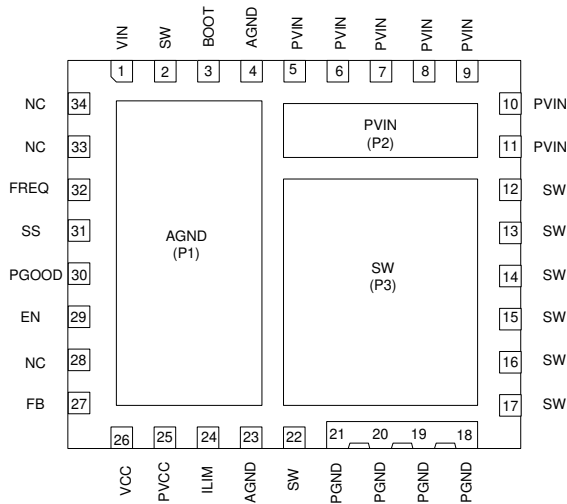 VIN SW BOOT AGND PVIN PVIN PVIN PVIN PVIN
1 2 3 4 5 6 7 8 9
NC 34 10 PVIN
PVIN
(P2)
NC 33 11 PVIN
FREQ 32 12 SW
SS 31 13 SW
AGND
(P1)
SW
(P3)
PGOOD 30 14 SW
EN 29 15 SW
NC 28 16 SW
FB 27 17 SW
26 25 24 23 22 21 20 19 18
VCC PVCC ILIM AGND SW PGND PGND PGND PGND